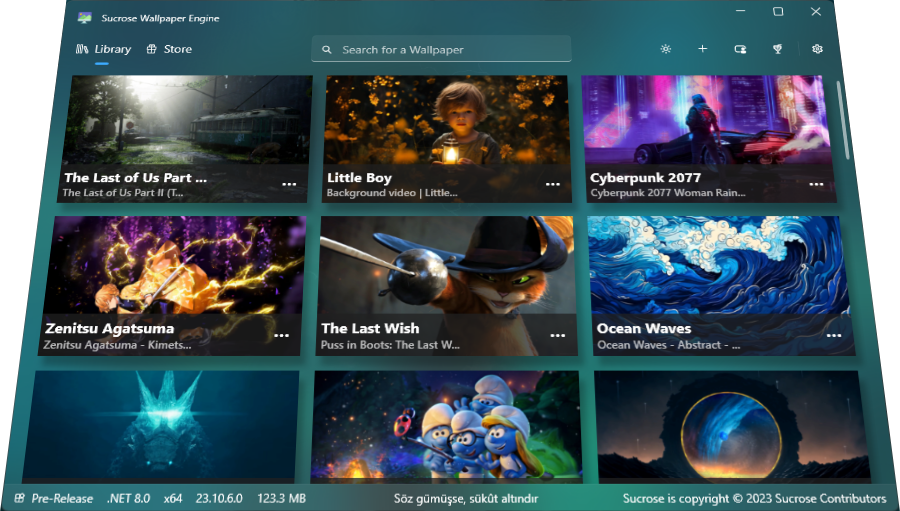 Sucrose Wallpaper Engine
Library
Store
Search for a Wallpaper
The Last of Us Part ...
The Last of Us Part II (T...
Little Boy
Background video | Little...
Cyberpunk 2077
Cyberpunk 2077 Woman Rain...
Zenitsu Agatsuma
Zenitsu Agatsuma - Kimets...
The Last Wish
Puss in Boots: The Last W...
Ocean Waves
Ocean Waves - Abstract - ...
Pre-Release .NET 8.0 x64 23.10.6.0 123.3 MB
Söz gümüşse, sükût altındır
Sucrose is copyright © 2023 Sucrose Contributors